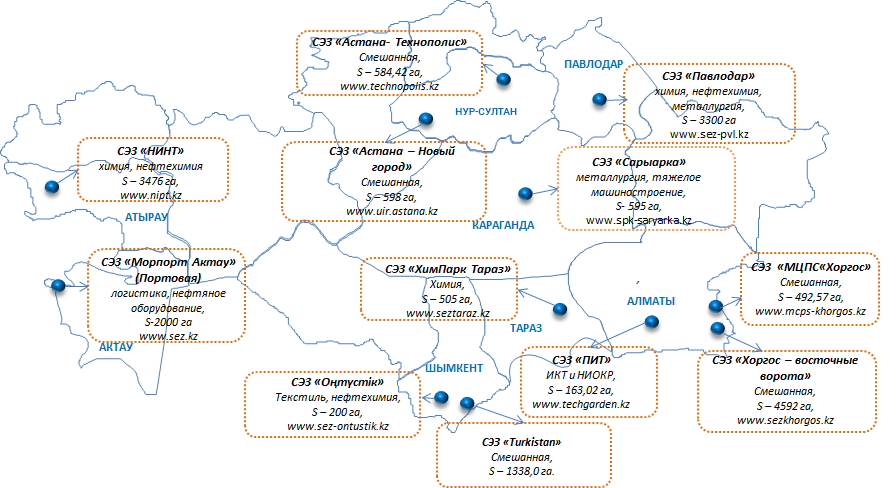 СЭЗ «Астана- Технополис»
Смешанная,
S – 584,42 га,
www.technopolis.kz
ПАВЛОДАР
СЭЗ «Павлодар»
химия, нефтехимия,
металлургия,
S – 3300 га
www.sez-pvl.kz
НУР-СУЛТАН
СЭЗ «НИНТ»
химия, нефтехимия
S – 3476 га,
www.nipt.kz
АТЫРАУ
СЭЗ «Астана – Новый
город»
Смешанная,
S – 598 га,
www.uir.astana.kz
СЭЗ «Сарыарка»
металлургия, тяжелое
машиностроение,
S- 595 га,
www.spk-saryarka.kz
КАРАГАНДА
СЭЗ «Морпорт Актау»
(Портовая)
логистика, нефтяное
оборудование,
S-2000 га
www.sez.kz
АКТАУ
СЭЗ «ХимПарк Тараз»
Химия,
S – 505 га,
www.seztaraz.kz
ТАРАЗ
АЛМАТЫ
СЭЗ «МЦПС«Хоргос»
Смешанная,
S – 492,57 га,
www.mcps-khorgos.kz
ШЫМКЕНТ
СЭЗ «ПИТ»
ИКТ и НИОКР,
S – 163,02 га,
www.techgarden.kz
СЭЗ «Хоргос – восточные
ворота»
Смешанная,
S – 4592 га,
www.sezkhorgos.kz
СЭЗ «Оңтүстік»
Текстиль, нефтехимия,
S – 200 га,
www.sez-ontustik.kz
СЭЗ «Turkistan»
Смешанная,
S – 1338,0 га.